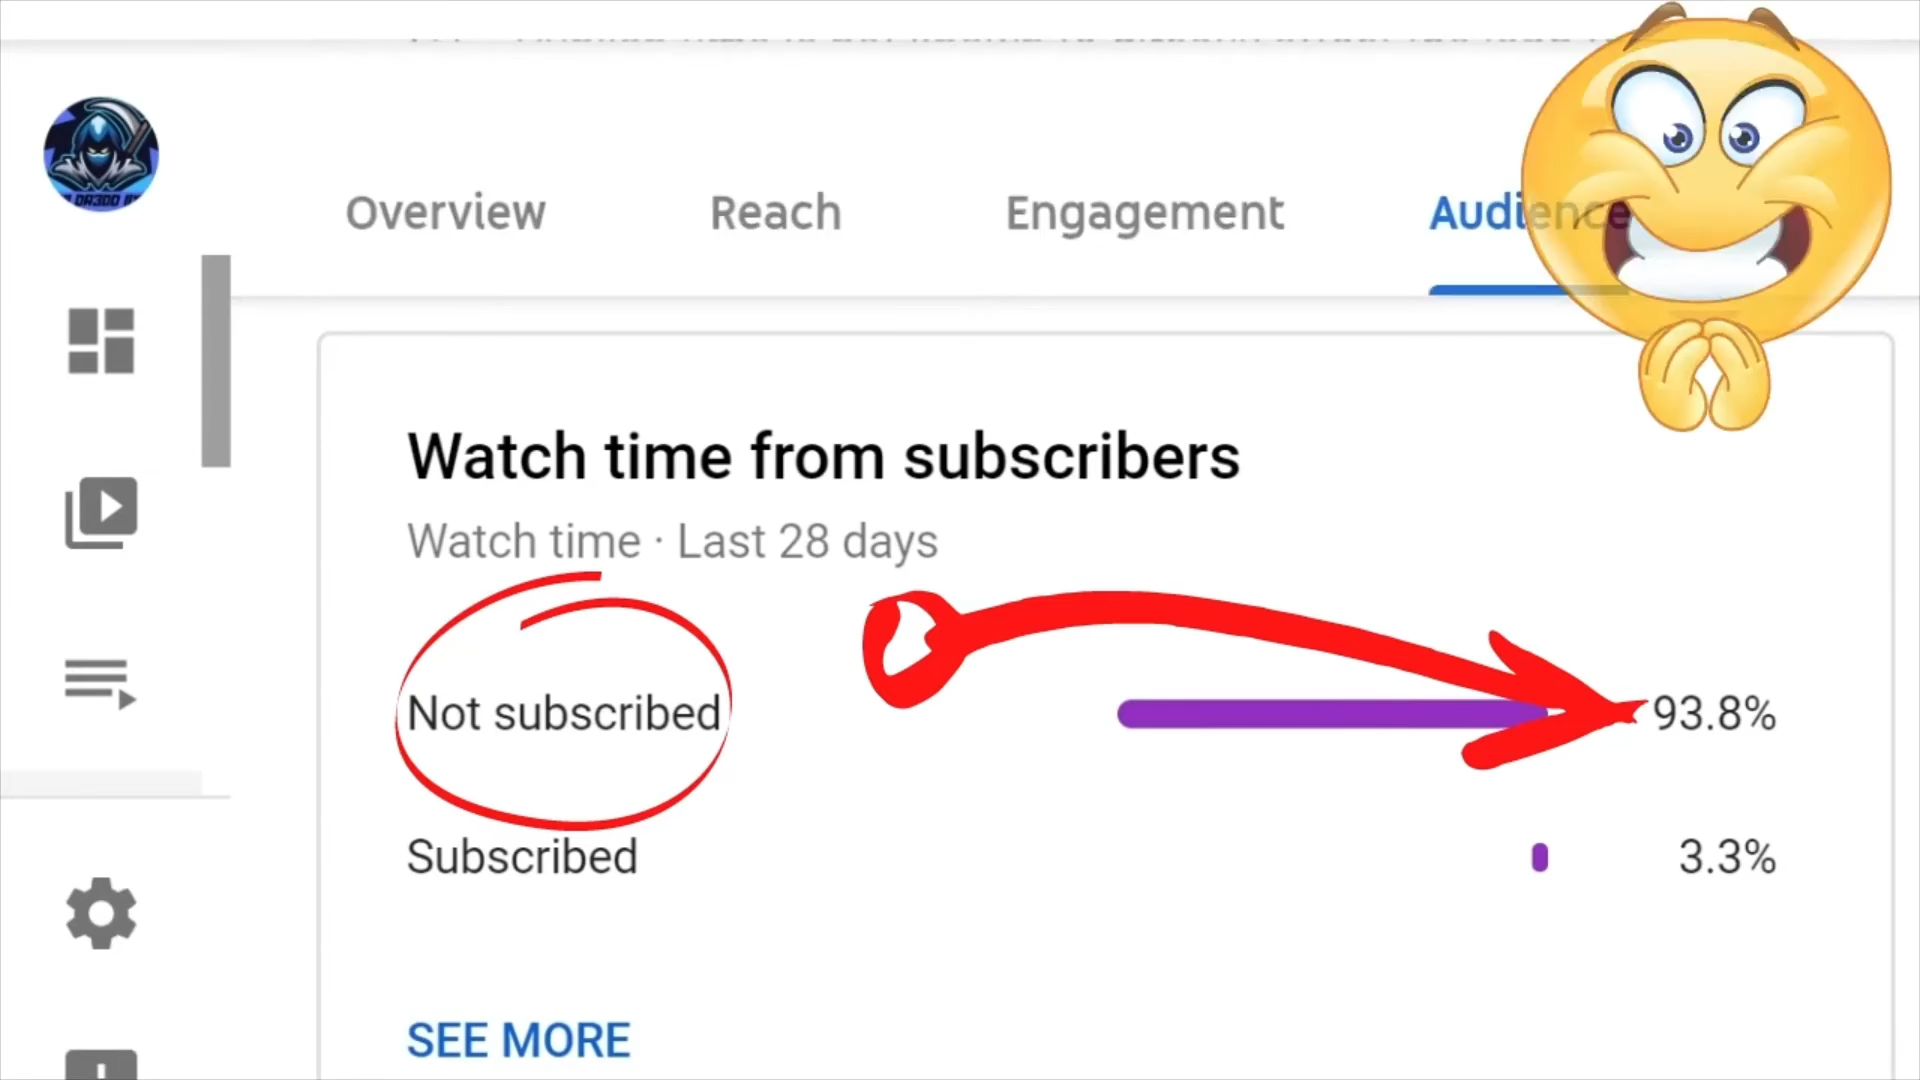 Overview Reach Engagement Audience
Watch time from subscribers
Watch time · Last 28 days
Not subscribed 93.8%
Subscribed 3.3%
SEE MORE